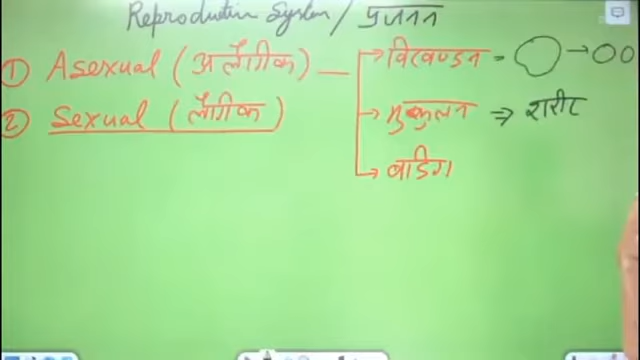 Reproduction System / प्रजनन
① Asexual (अलैंगीक) → विखण्डन =
② Sexual (लैंगीक) → मुकुलन ⇒ शरीर
→ बाडिंग